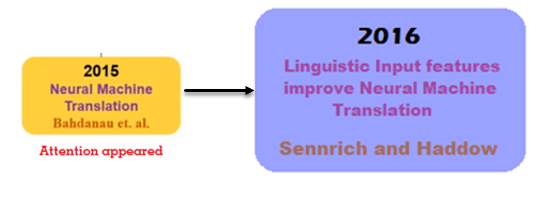 2015
Neural Machine
Translation
Bahdanau et. al.
Attention appeared
2016
Linguistic Input features
improve Neural Machine
Translation
Sennrich and Haddow